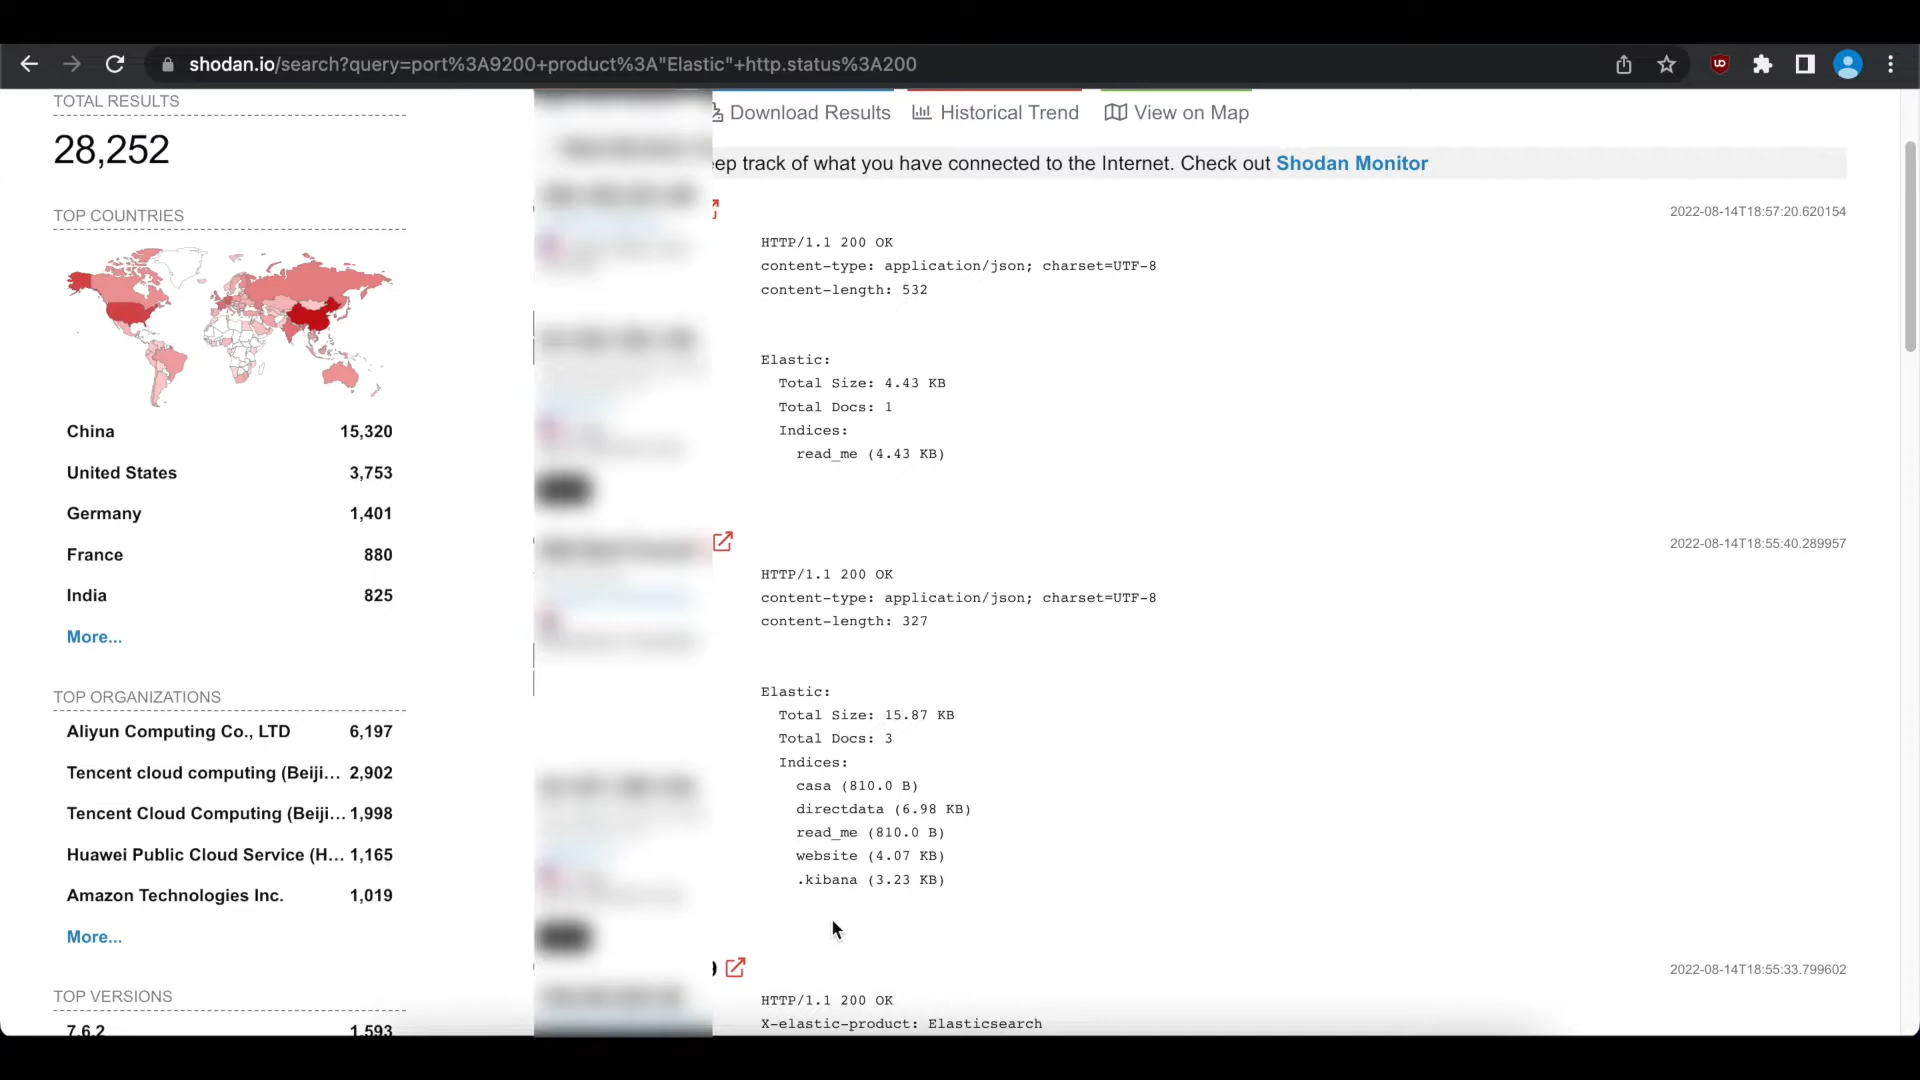 shodan.io/search?query=port%3A9200+product%3A"Elastic"+http.status%3A200
TOTAL RESULTS
28,252
TOP COUNTRIES
China 15,320
United States 3,753
Germany 1,401
France 880
India 825
More...
TOP ORGANIZATIONS
Aliyun Computing Co., LTD 6,197
Tencent cloud computing (Beiji... 2,902
Tencent Cloud Computing (Beiji... 1,998
Huawei Public Cloud Service (H... 1,165
Amazon Technologies Inc. 1,019
More...
TOP VERSIONS
7.6.2 1,593
Download Results Historical Trend View on Map
eep track of what you have connected to the Internet. Check out Shodan Monitor
2022-08-14T18:57:20.620154
HTTP/1.1 200 OK
content-type: application/json; charset=UTF-8
content-length: 532
Elastic:
Total Size: 4.43 KB
Total Docs: 1
Indices:
read_me (4.43 KB)
2022-08-14T18:55:40.289957
HTTP/1.1 200 OK
content-type: application/json; charset=UTF-8
content-length: 327
Elastic:
Total Size: 15.87 KB
Total Docs: 3
Indices:
casa (810.0 B)
directdata (6.98 KB)
read_me (810.0 B)
website (4.07 KB)
.kibana (3.23 KB)
2022-08-14T18:55:33.799602
HTTP/1.1 200 OK
X-elastic-product: Elasticsearch